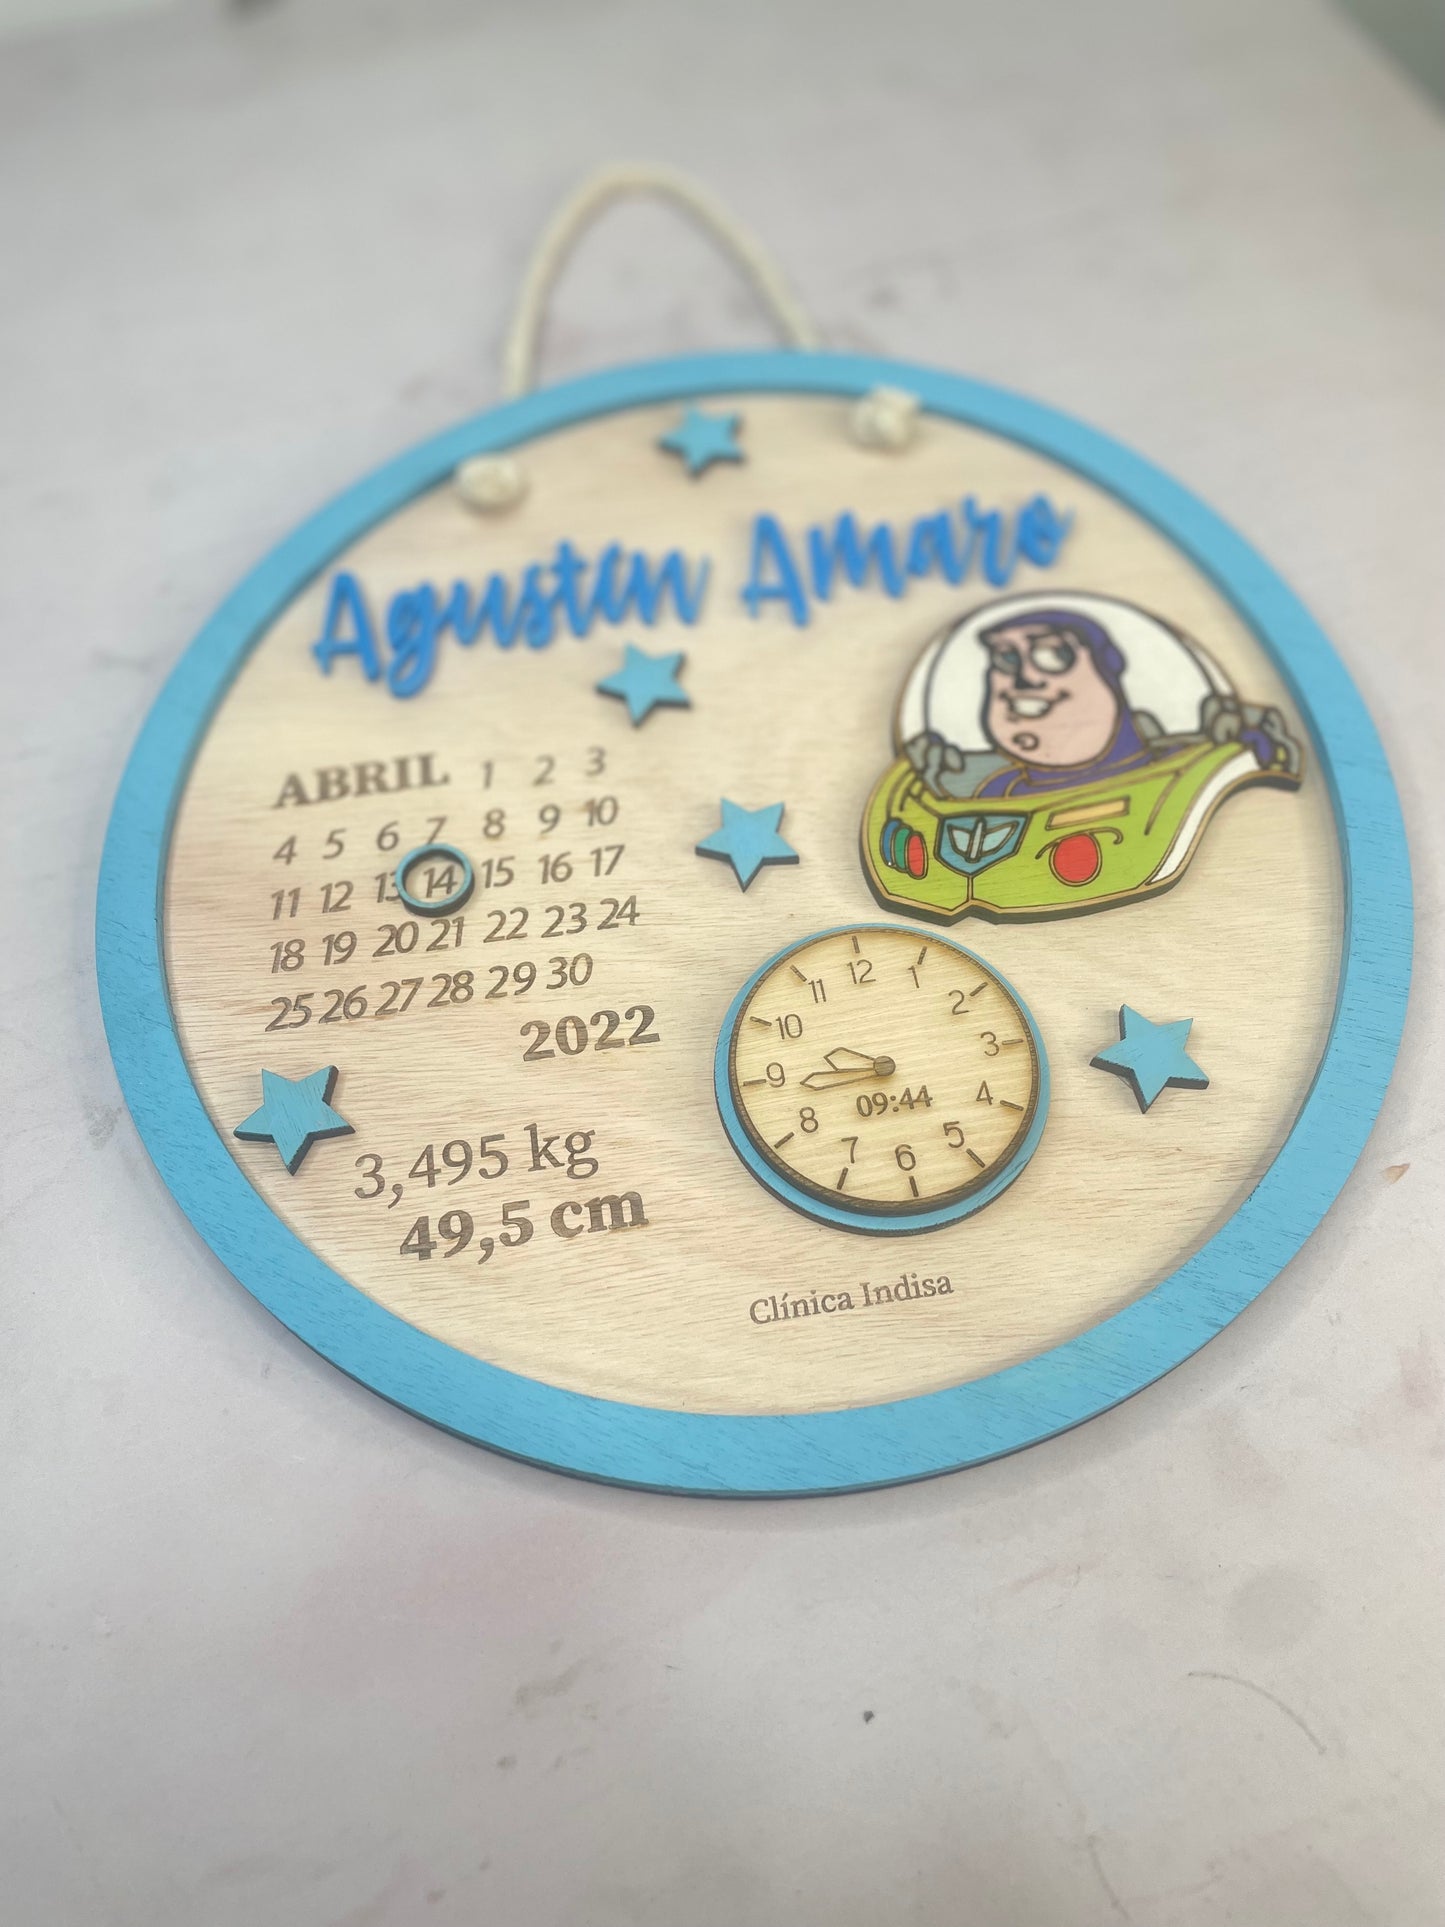 Agustin Amaro
ABRIL 1 2 3
4 5 6 7 8 9 10
11 12 13 14 15 16 17
18 19 20 21 22 23 24
25 26 27 28 29 30
2022
12
11 1
10 2
9 3
09:44
8 4
7 5
6
3,495 kg
49,5 cm
Clínica Indisa